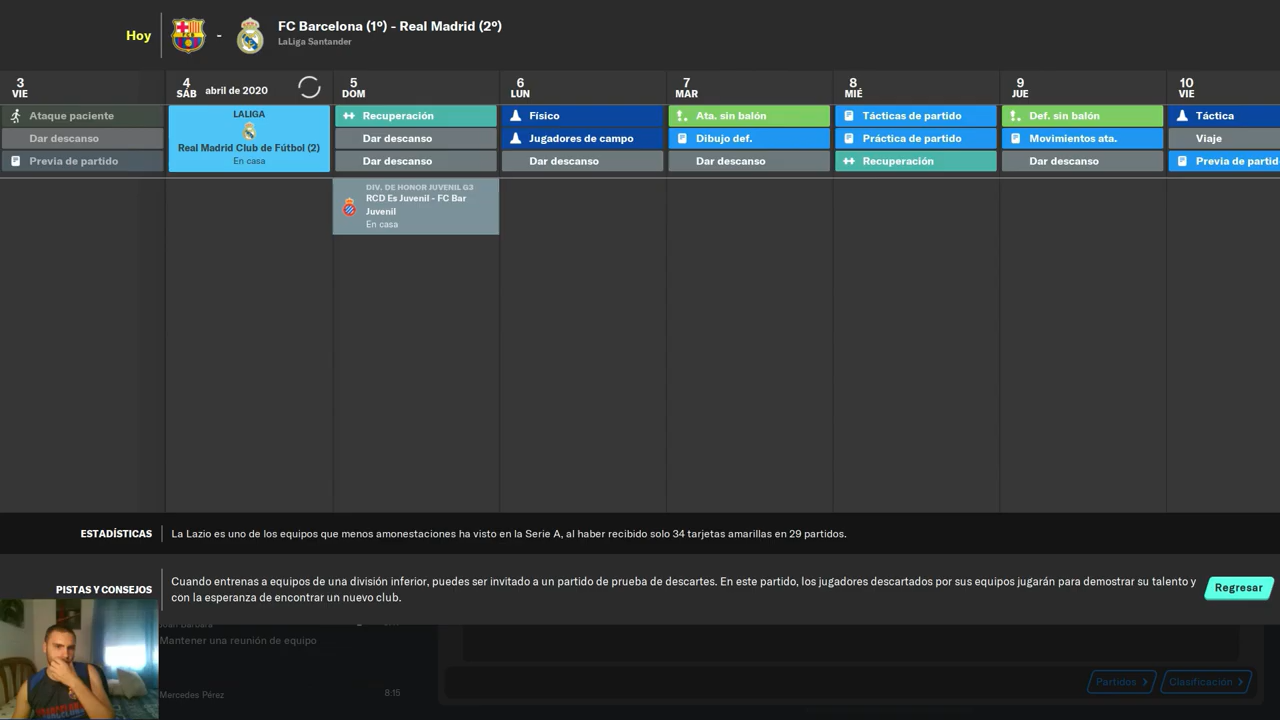 Hoy
-
FC Barcelona (1º) - Real Madrid (2º)
LaLiga Santander
3
VIE
4
SÁB
abril de 2020
5
DOM
6
LUN
7
MAR
8
MIÉ
9
JUE
10
VIE
Ataque paciente
Dar descanso
Previa de partido
LALIGA
Real Madrid Club de Fútbol (2)
En casa
Recuperación
Dar descanso
Dar descanso
Físico
Jugadores de campo
Dar descanso
Ata. sin balón
Dibujo def.
Dar descanso
Tácticas de partido
Práctica de partido
Recuperación
Def. sin balón
Movimientos ata.
Dar descanso
Táctica
Viaje
Previa de partid
DIV. DE HONOR JUVENIL G3
RCD Es Juvenil - FC Bar
Juvenil
En casa
ESTADÍSTICAS
La Lazio es uno de los equipos que menos amonestaciones ha visto en la Serie A, al haber recibido solo 34 tarjetas amarillas en 29 partidos.
PISTAS Y CONSEJOS
Cuando entrenas a equipos de una división inferior, puedes ser invitado a un partido de prueba de descartes. En este partido, los jugadores descartados por sus equipos jugarán para demostrar su talento y
con la esperanza de encontrar un nuevo club.
Regresar
Mantener una reunión de equipo
Mercedes Pérez
8:15
Partidos
Clasificación
BARCELONA